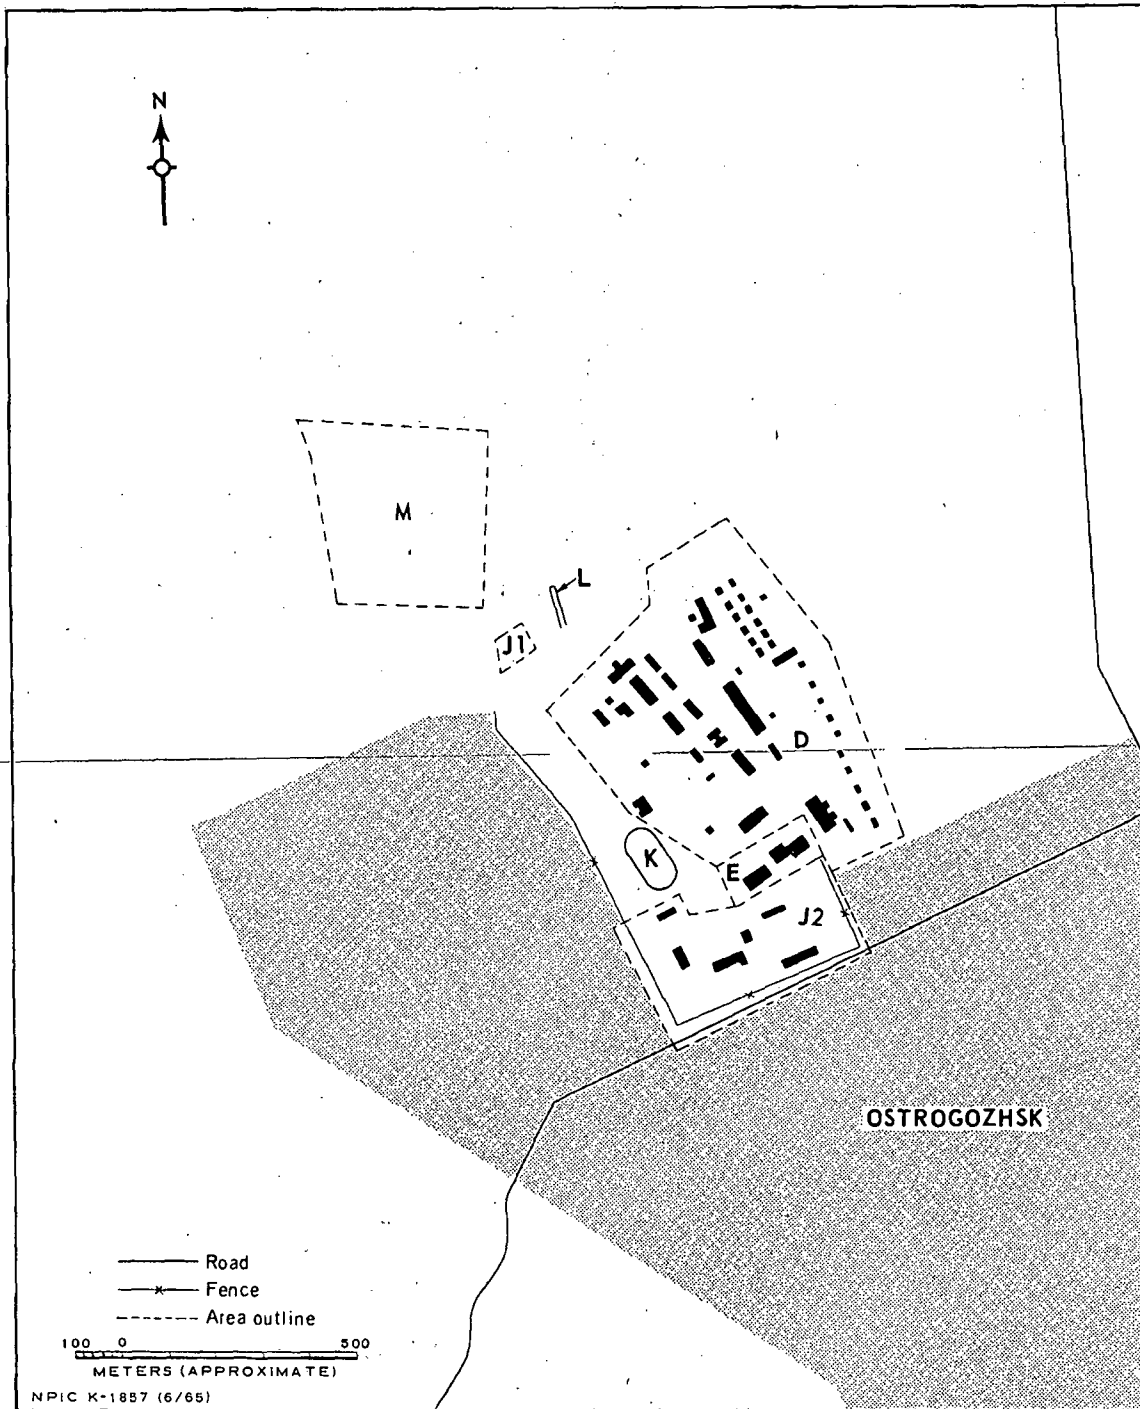 N
M
L
J1
D
K
E
J2
OSTROGOZHSK
Road
Fence
Area outline
100 0 500
METERS (APPROXIMATE)
NPIC K-1857 (6/65)